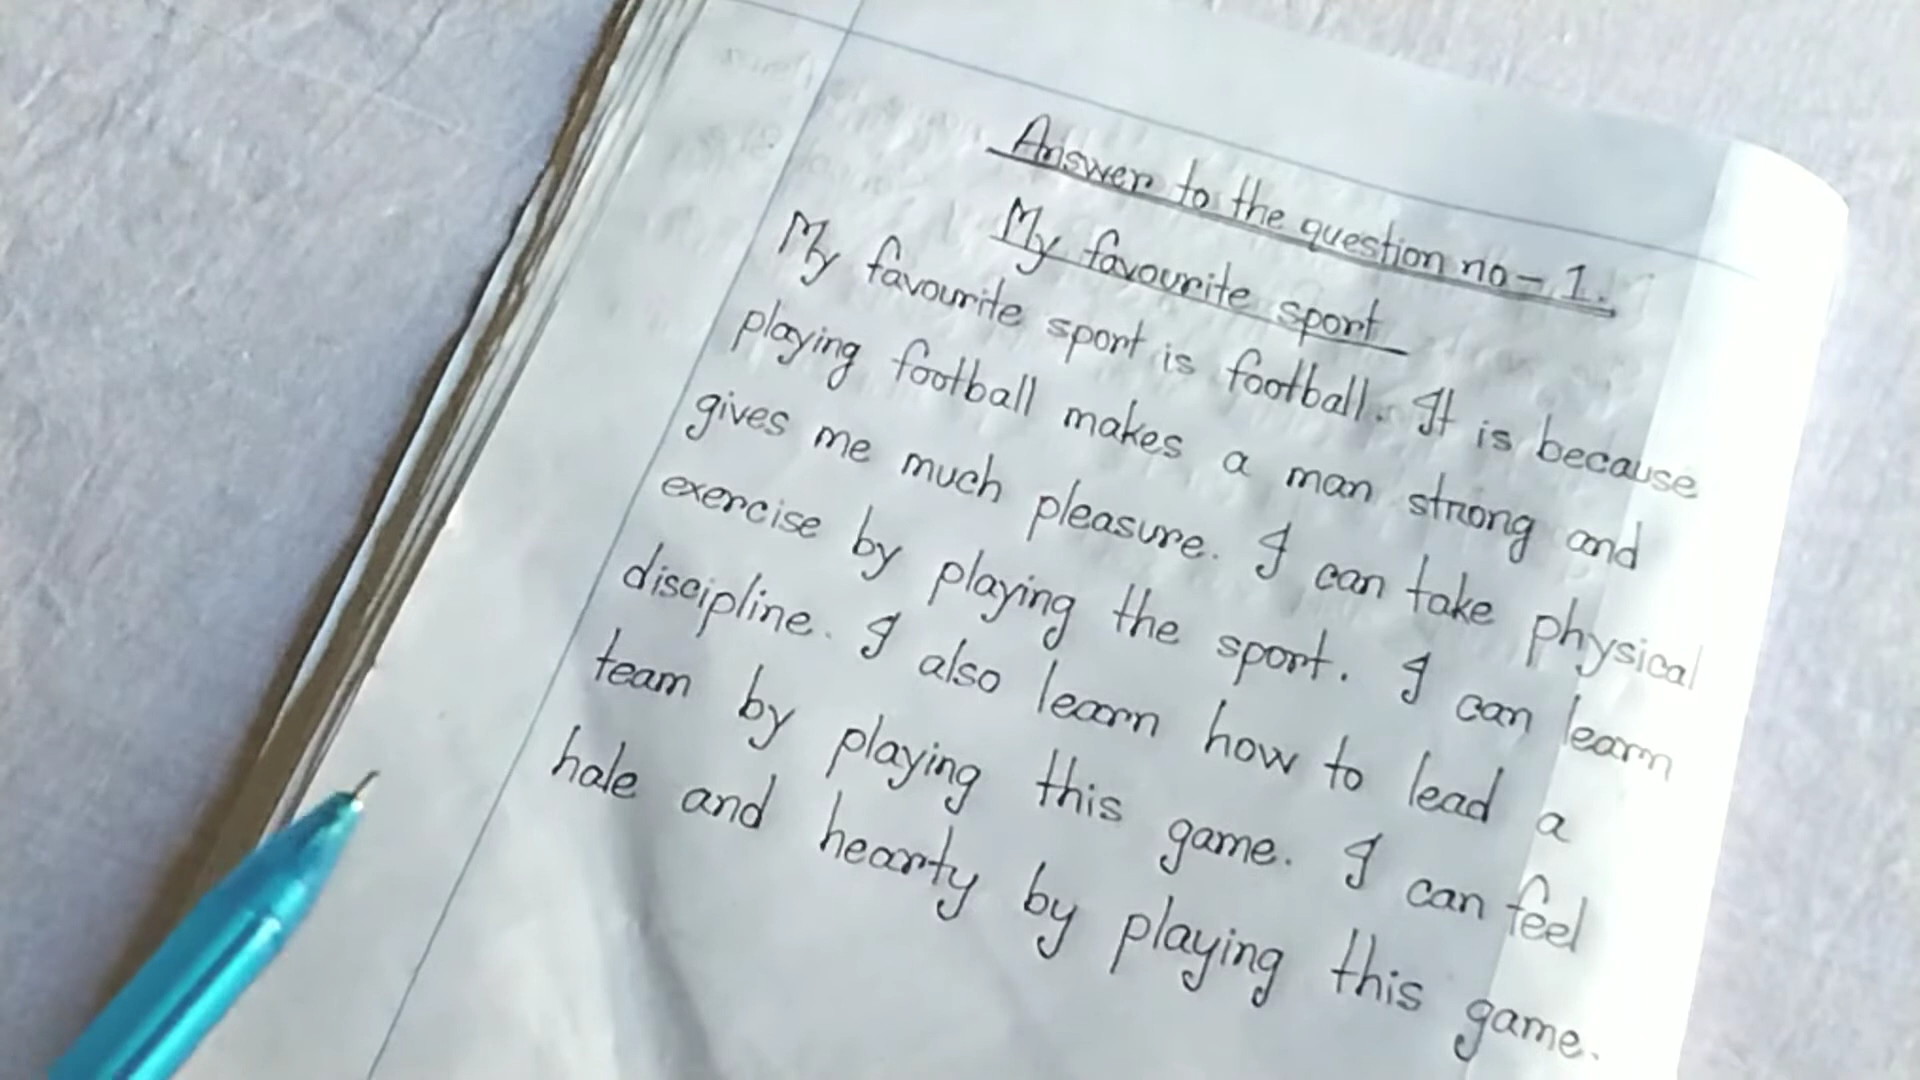 Answer to the question no- 1.
My favourite sport
My favourite sport is football. It is because
playing football makes a man strong and
gives me much pleasure. I can take physical
exercise by playing the sport. I can learn
discipline. I also learn how to lead a
team by playing this game. I can feel
hale and hearty by playing this game.